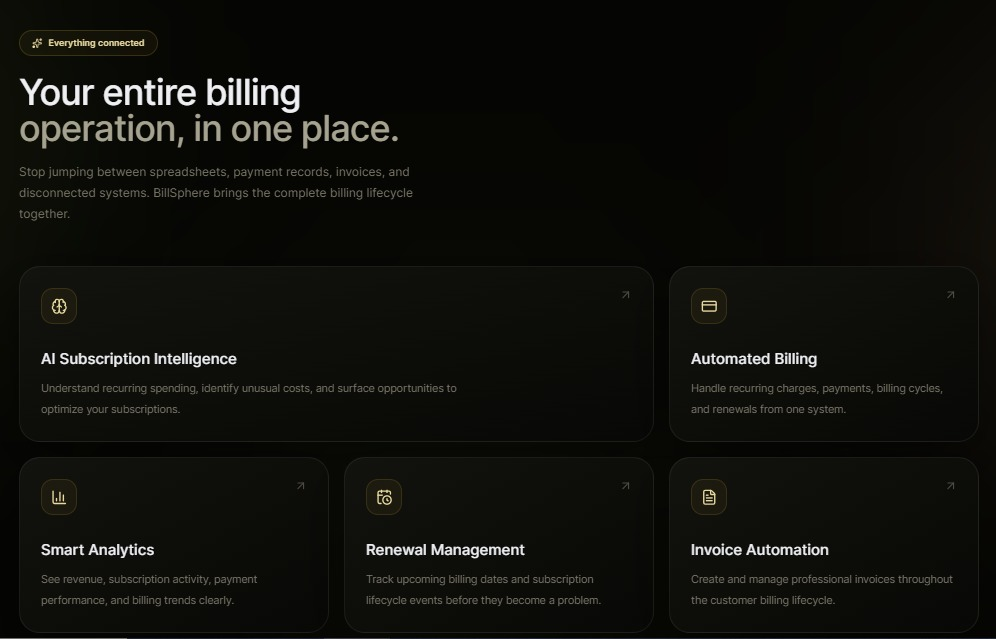 Everything connected
Your entire billing
operation, in one place.
Stop jumping between spreadsheets, payment records, invoices, and
disconnected systems. BillSphere brings the complete billing lifecycle
together.
AI Subscription Intelligence
Understand recurring spending, identify unusual costs, and surface opportunities to
optimize your subscriptions.
Automated Billing
Handle recurring charges, payments, billing cycles,
and renewals from one system.
Smart Analytics
See revenue, subscription activity, payment
performance, and billing trends clearly.
Renewal Management
Track upcoming billing dates and subscription
lifecycle events before they become a problem.
Invoice Automation
Create and manage professional invoices throughout
the customer billing lifecycle.